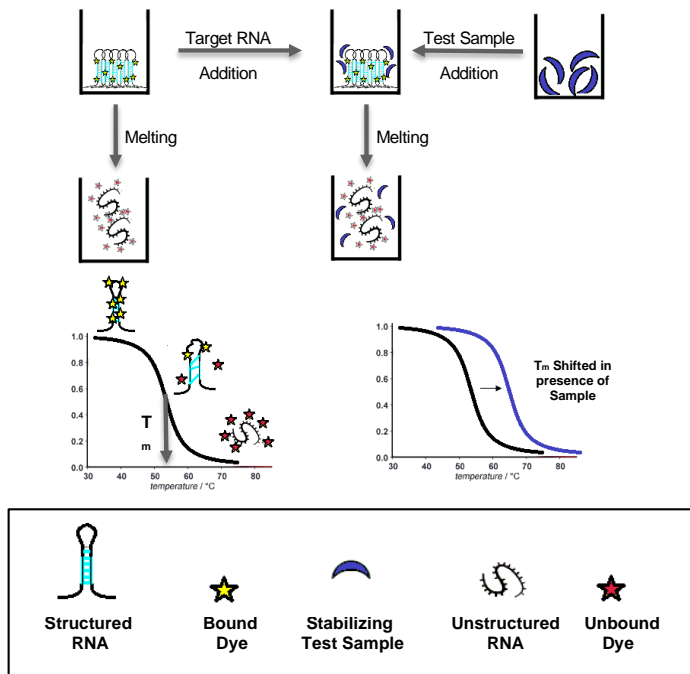 Target RNA
Addition
Test Sample
Addition
Melting
Melting
1.0
0.8
0.6
0.4
0.2
0.0
T
m
30 40 50 60 70 80
temperature / °C
1.0
0.8
0.6
0.4
0.2
0.0
Tm Shifted in
presence of
Sample
30 40 50 60 70 80
temperature / °C
Structured
RNA
Bound
Dye
Stabilizing
Test Sample
Unstructured
RNA
Unbound
Dye